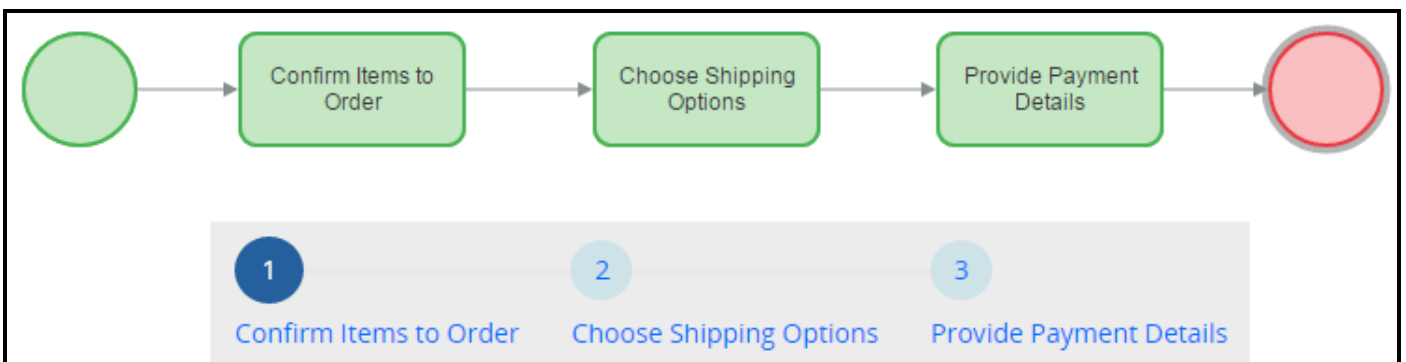 Confirm Items to
Order
Choose Shipping
Options
Provide Payment
Details
1
2
3
Confirm Items to Order
Choose Shipping Options
Provide Payment Details